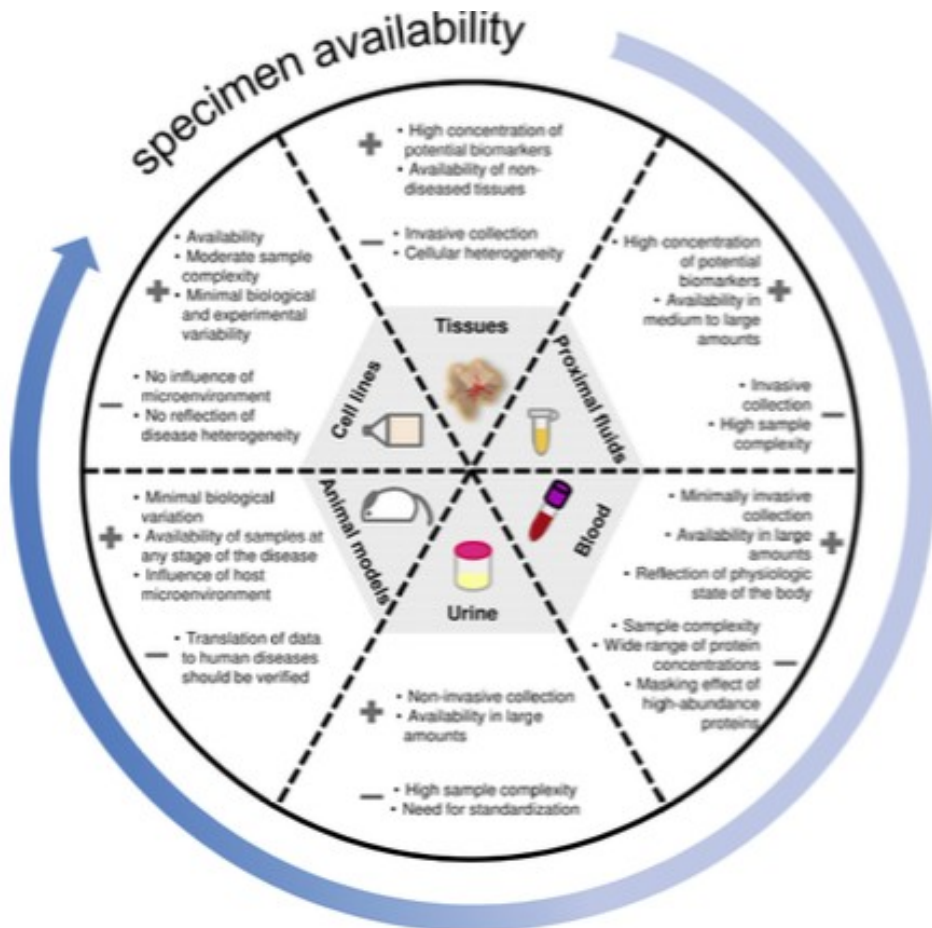 specimen availability
+
• High concentration of
potential biomarkers
• Availability of non-
diseased tissues
−
• Invasive collection
• Cellular heterogeneity
Tissues
• High concentration
of potential
biomarkers
• Availability in
medium to large
amounts
+
• Invasive
collection
• High sample
complexity
−
Proximal fluids
• Minimally invasive
collection
• Availability in large
amounts
• Reflection of physiologic
state of the body
+
• Sample complexity
• Wide range of protein
concentrations
• Masking effect of
high-abundance
proteins
−
Blood
Urine
+
• Non-invasive collection
• Availability in large
amounts
−
• High sample complexity
• Need for standardization
Animal models
+
• Minimal biological
variation
• Availability of samples at
any stage of the disease
• Influence of host
microenvironment
−
• Translation of data
to human diseases
should be verified
Cell lines
+
• Availability
• Moderate sample
complexity
• Minimal biological
and experimental
variability
−
• No influence of
microenvironment
• No reflection of
disease heterogeneity